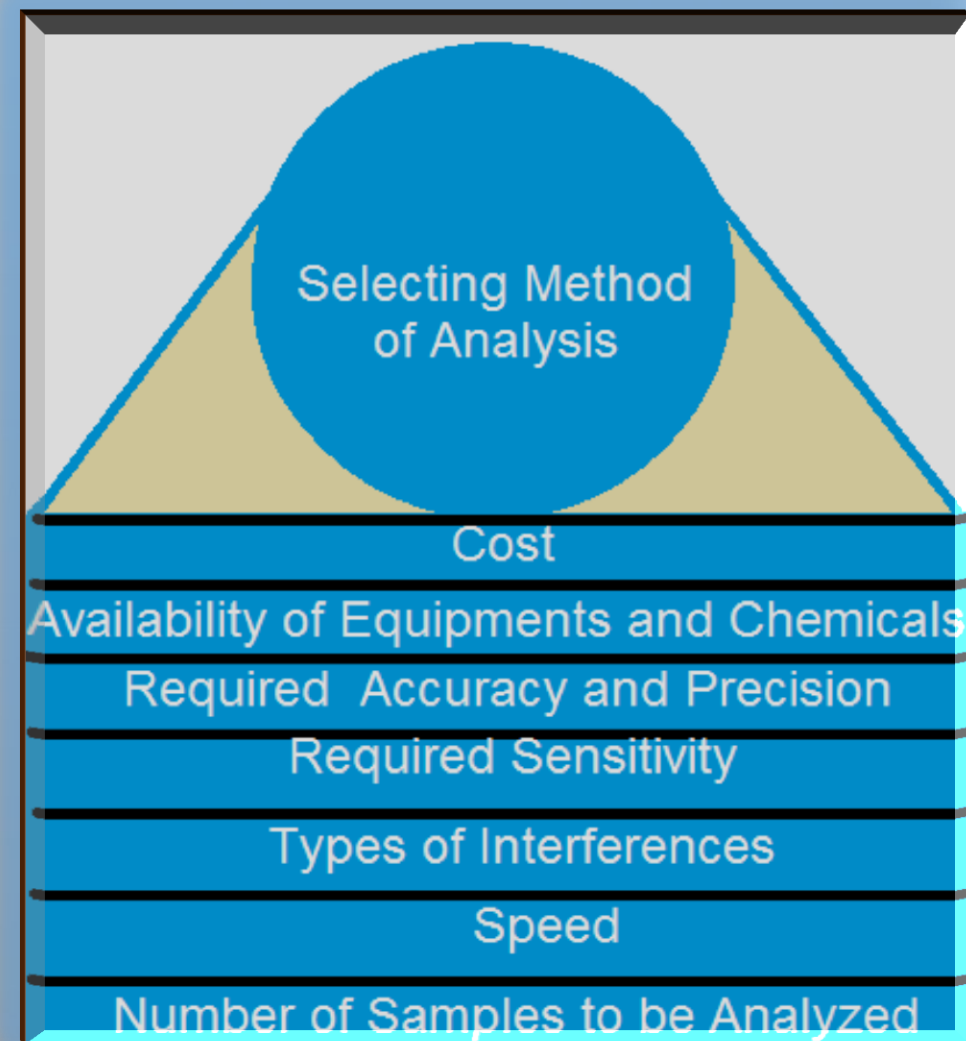 Selecting Method
of Analysis
Cost
Availability of Equipments and Chemicals
Required Accuracy and Precision
Required Sensitivity
Types of Interferences
Speed
Number of Samples to be Analyzed